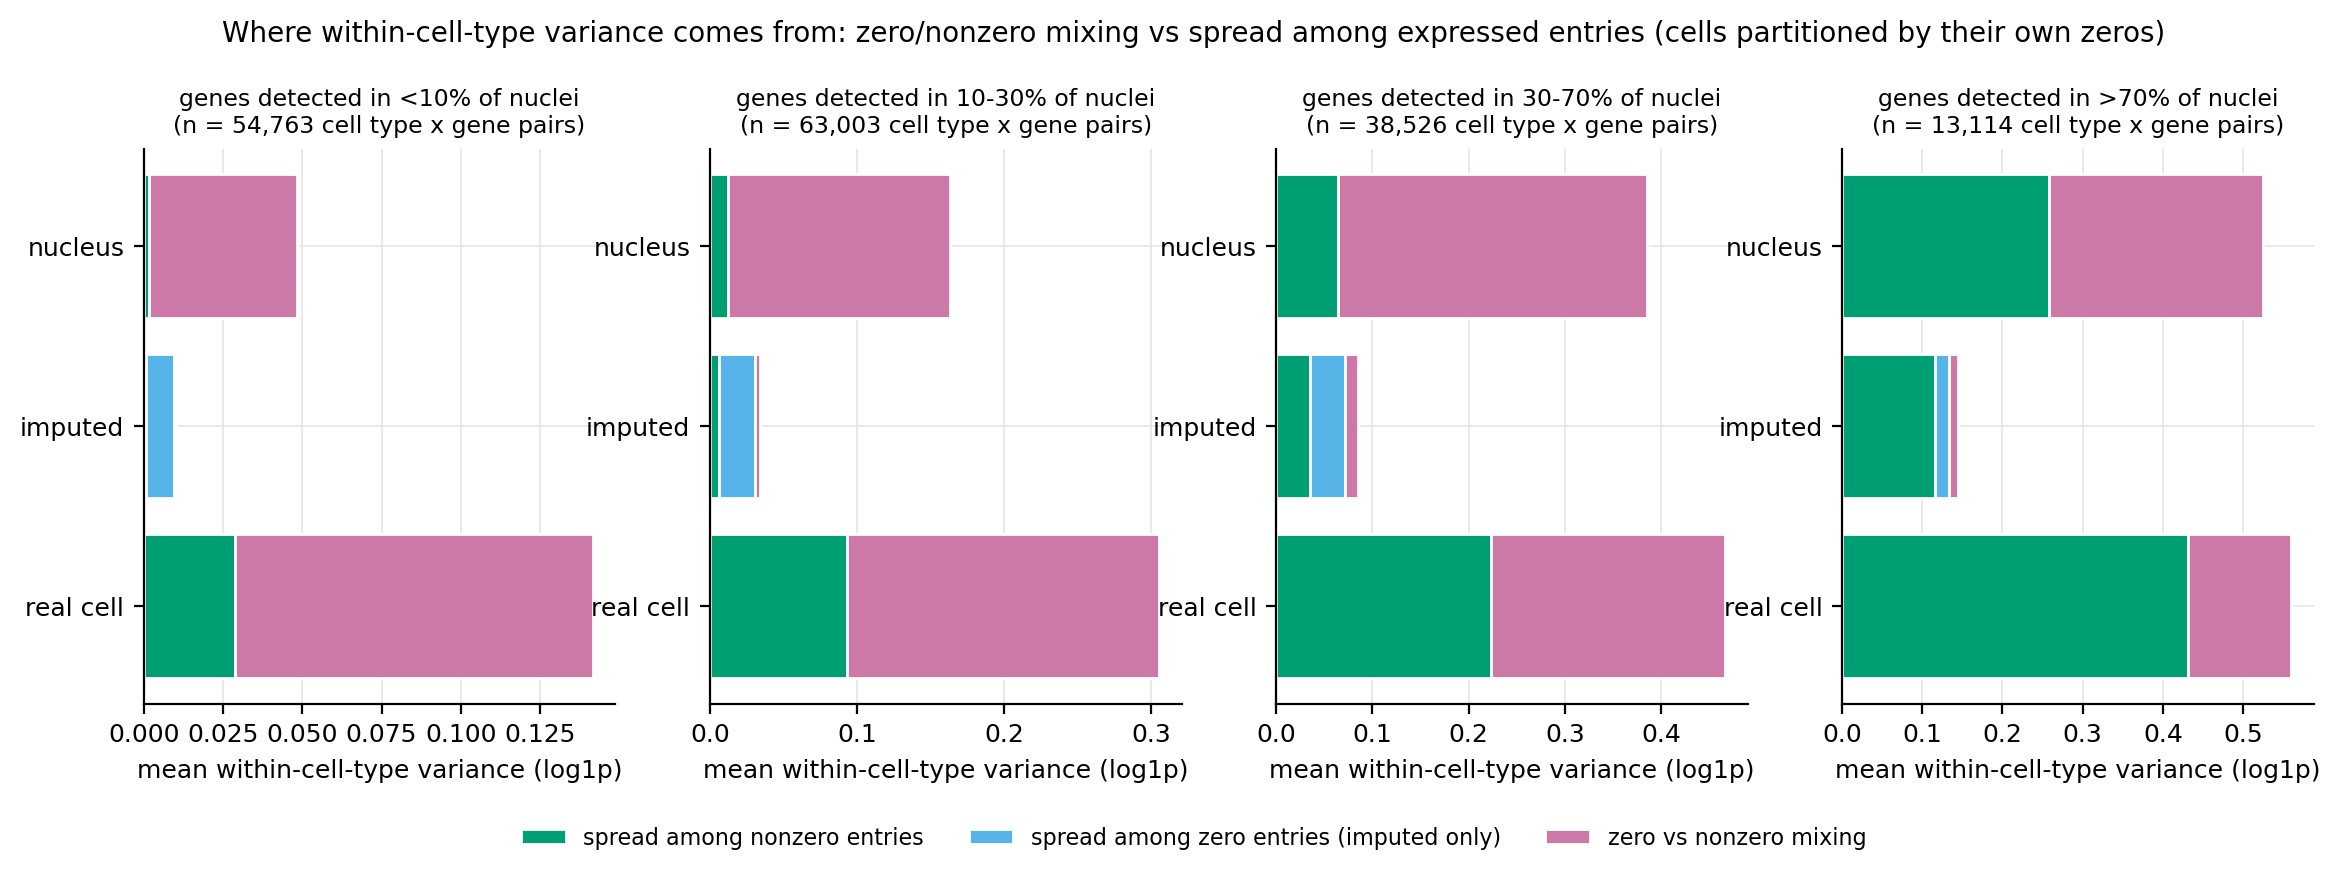 Where within-cell-type variance comes from: zero/nonzero mixing vs spread among expressed entries (cells partitioned by their own zeros)
genes detected in <10% of nuclei
(n = 54,763 cell type x gene pairs)
nucleus
imputed
real cell
0.000 0.025 0.050 0.075 0.100 0.125
mean within-cell-type variance (log1p)
genes detected in 10-30% of nuclei
(n = 63,003 cell type x gene pairs)
nucleus
imputed
real cell
0.0 0.1 0.2 0.3
mean within-cell-type variance (log1p)
genes detected in 30-70% of nuclei
(n = 38,526 cell type x gene pairs)
nucleus
imputed
real cell
0.0 0.1 0.2 0.3 0.4
mean within-cell-type variance (log1p)
genes detected in >70% of nuclei
(n = 13,114 cell type x gene pairs)
nucleus
imputed
real cell
0.0 0.1 0.2 0.3 0.4 0.5
mean within-cell-type variance (log1p)
spread among nonzero entries
spread among zero entries (imputed only)
zero vs nonzero mixing